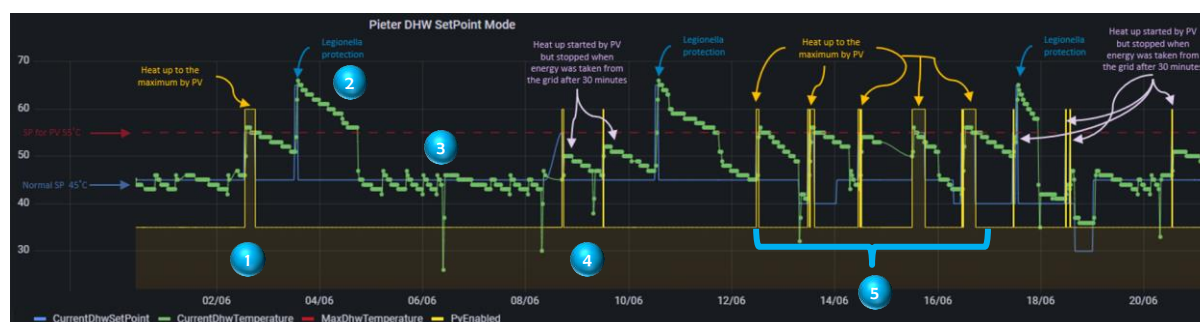 Pieter DHW SetPoint Mode
Legionella
protection
Heat up to the
maximum by PV
Heat up started by PV
but stopped when
energy was taken from
the grid after 30 minutes
Legionella
protection
Heat up to the
maximum by PV
Legionella
protection
Heat up started by PV
but stopped when
energy was taken from
the grid after 30 minutes
70
60
SP for PV 55˚C
50
Normal SP 45˚C
40
30
1
2
3
4
5
02/06
04/06
06/06
08/06
10/06
12/06
14/06
16/06
18/06
20/06
CurrentDhwSetPoint
CurrentDhwTemperature
MaxDhwTemperature
PvEnabled